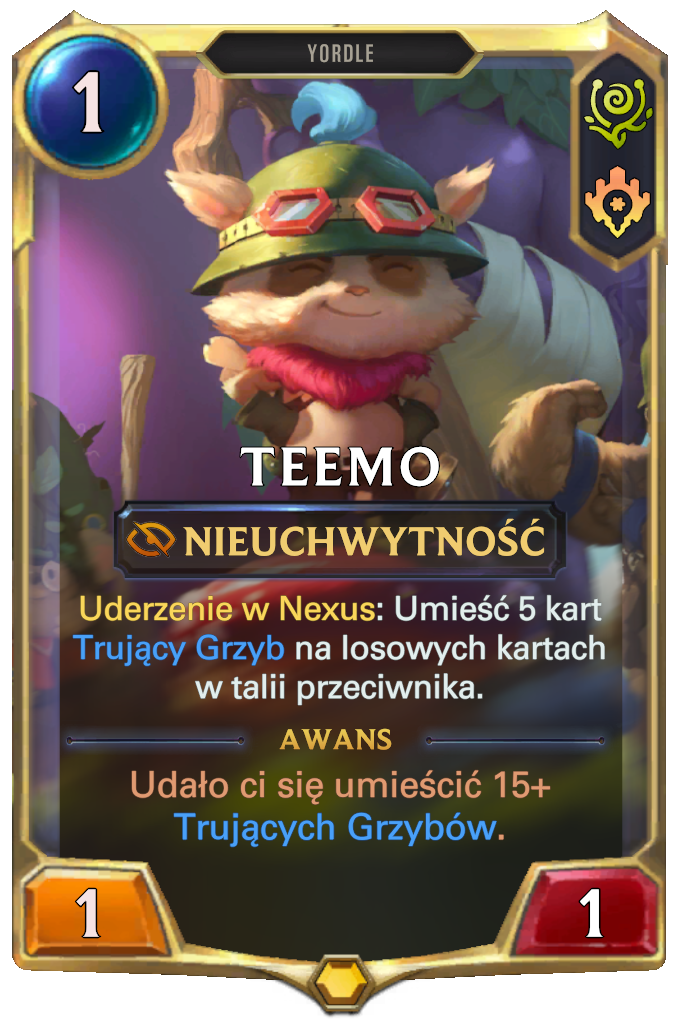 YORDLE
1
TEEMO
NIEUCHWYTNOŚĆ
Uderzenie w Nexus: Umieść 5 kart
Trujący Grzyb na losowych kartach
w talii przeciwnika.
AWANS
Udało ci się umieścić 15+
Trujących Grzybów.
1
1